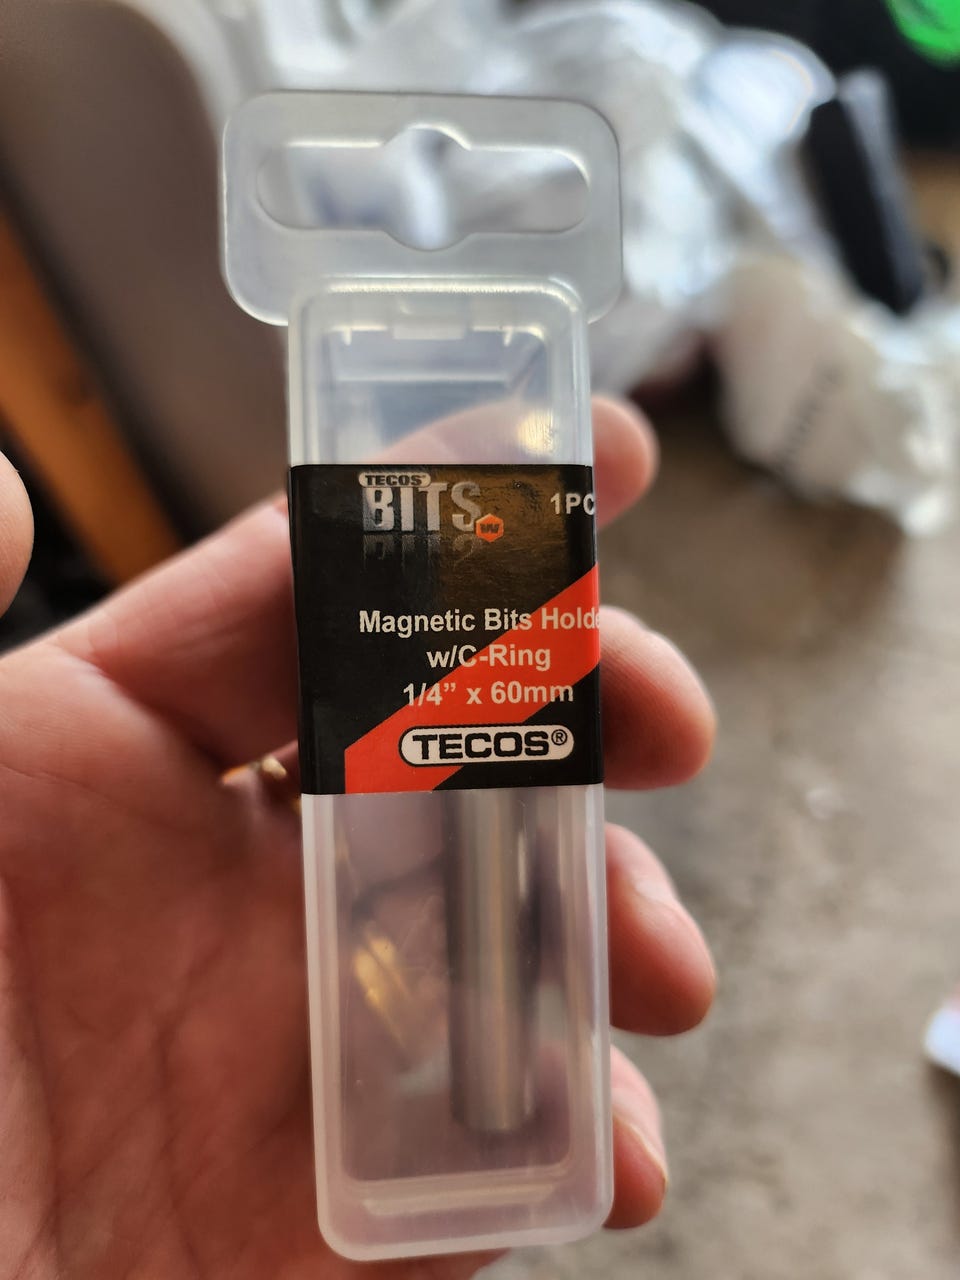 TECOS
BITS
1PC
Magnetic Bits Holde
w/C-Ring
1/4” x 60mm
TECOS®